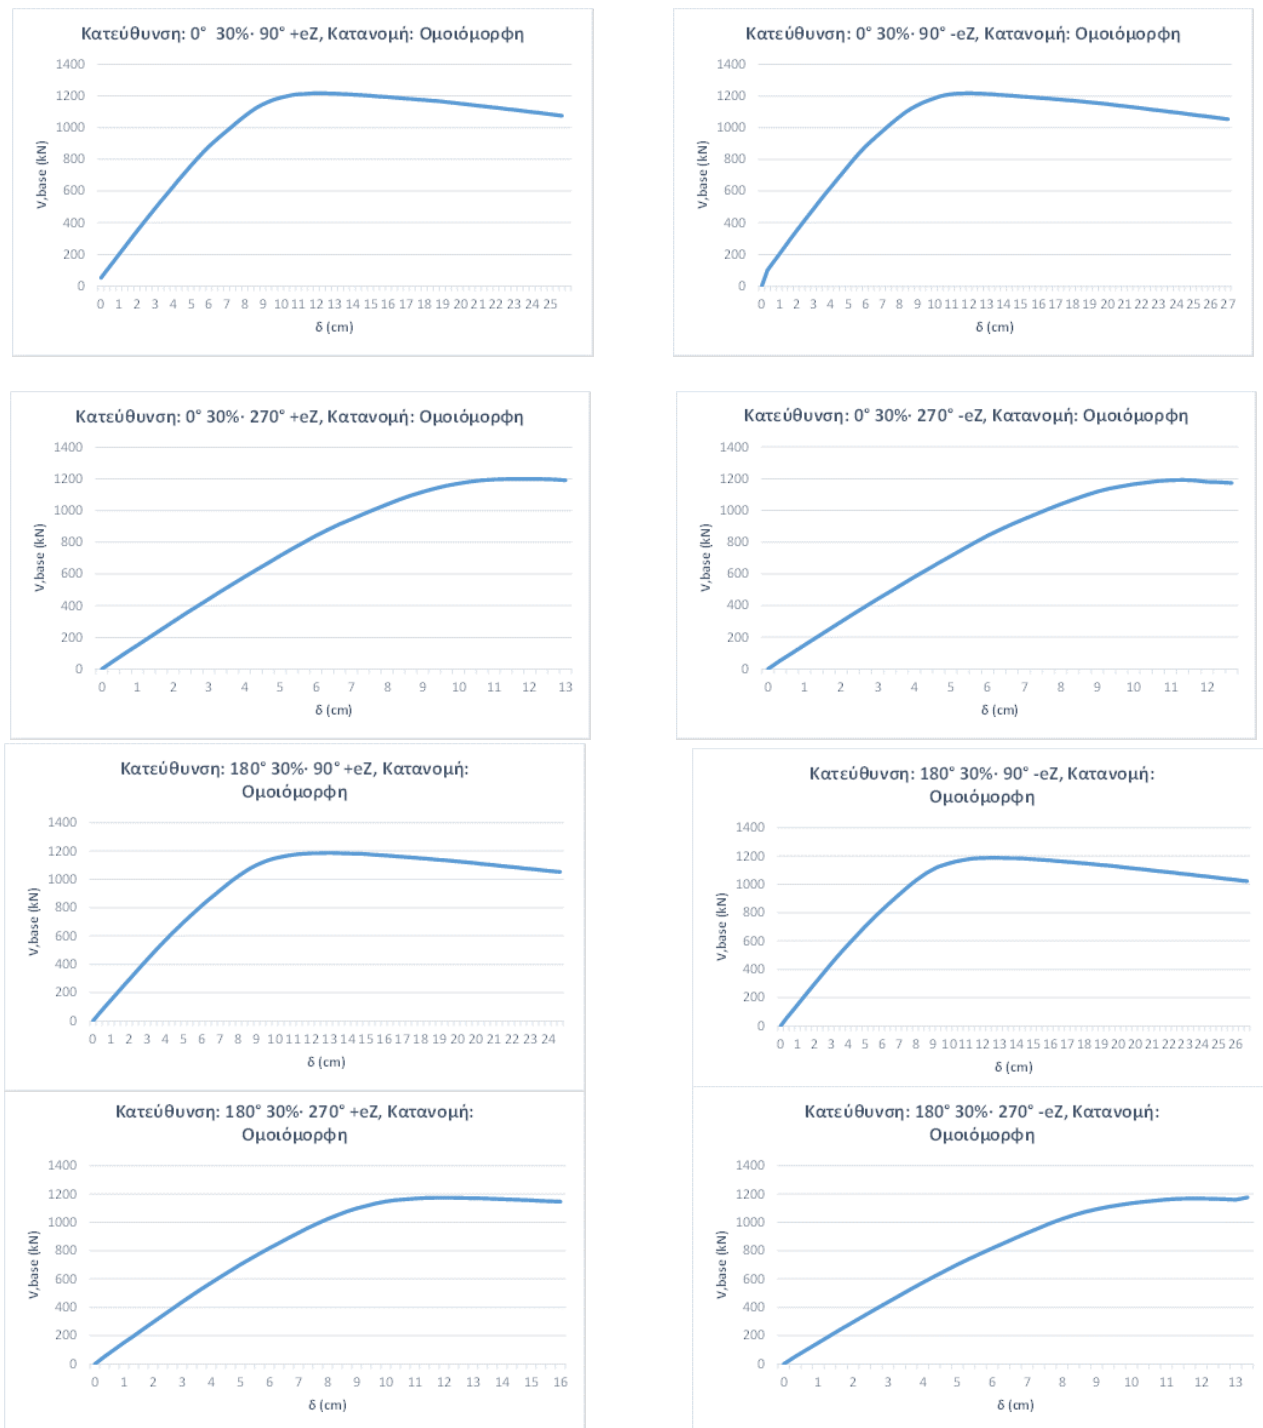 Κατεύθυνση: 0°  30%· 90° +eZ, Κατανομή: Ομοιόμορφη
1400
1200
1000
800
600
400
200
0
V,base (kN)
0 1 2 3 4 5 6 7 8 9 10 11 12 13 14 15 16 17 18 19 20 21 22 23 24 25
δ (cm)
Κατεύθυνση: 0° 30%· 90° -eZ, Κατανομή: Ομοιόμορφη
1400
1200
1000
800
600
400
200
0
V,base (kN)
0 1 2 3 4 5 6 7 8 9 10 11 12 13 14 15 16 17 18 19 20 21 22 23 24 25 26 27
δ (cm)
Κατεύθυνση: 0° 30%· 270° +eZ, Κατανομή: Ομοιόμορφη
1400
1200
1000
800
600
400
200
0
V,base (kN)
0 1 2 3 4 5 6 7 8 9 10 11 12 13
δ (cm)
Κατεύθυνση: 0° 30%· 270° -eZ, Κατανομή: Ομοιόμορφη
1400
1200
1000
800
600
400
200
0
V,base (kN)
0 1 2 3 4 5 6 7 8 9 10 11 12
δ (cm)
Κατεύθυνση: 180° 30%· 90° +eZ, Κατανομή:
Ομοιόμορφη
1400
1200
1000
800
600
400
200
0
V,base (kN)
0 1 2 3 4 5 6 7 8 9 10 11 12 13 14 15 16 17 18 19 20 21 22 23 24
δ (cm)
Κατεύθυνση: 180° 30%· 90° -eZ, Κατανομή:
Ομοιόμορφη
1400
1200
1000
800
600
400
200
0
V,base (kN)
0 1 2 3 4 5 6 7 8 9 10 11 12 13 14 15 16 17 18 19 20 20 21 22 23 24 25 26
δ (cm)
Κατεύθυνση: 180° 30%· 270° +eZ, Κατανομή:
Ομοιόμορφη
1400
1200
1000
800
600
400
200
0
V,base (kN)
0 1 2 3 4 5 6 7 8 9 10 11 12 13 14 15 16
δ (cm)
Κατεύθυνση: 180° 30%· 270° -eZ, Κατανομή:
Ομοιόμορφη
1400
1200
1000
800
600
400
200
0
V,base (kN)
0 1 2 3 4 5 6 7 8 9 10 11 12 13
δ (cm)